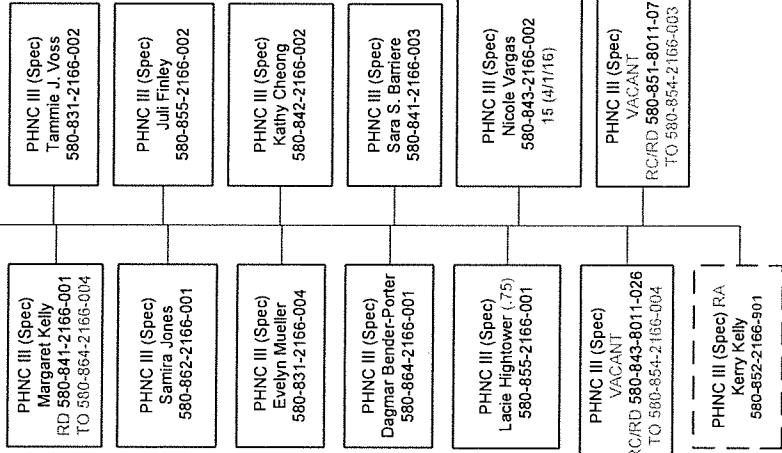 PHNC III (Spec)
Tammie J. Voss
580-831-2166-002
PHNC III (Spec)
Juli Finley
580-855-2166-002
PHNC III (Spec)
Kathy Cheong
580-842-2166-002
PHNC III (Spec)
Sara S. Barriere
580-841-2166-003
PHNC III (Spec)
Nicole Vargas
580-843-2166-002
15 (4/1/16)
PHNC III (Spec)
VACANT
RC/RD 580-851-8011-07
TO 580-854-2166-003
PHNC III (Spec)
Margaret Kelly
RD 580-841-2166-001
TO 580-864-2166-004
PHNC III (Spec)
Samira Jones
580-862-2166-001
PHNC III (Spec)
Evelyn Mueller
580-831-2166-004
PHNC III (Spec)
Dagmar Bender-Porter
580-864-2166-001
PHNC III (Spec)
Lacie Hightower (.75)
580-855-2166-001
PHNC III (Spec)
VACANT
RC/RD 580-843-8011-026
TO 580-854-2166-004
PHNC III (Spec) RA
Kerry Kelly
580-852-2166-901